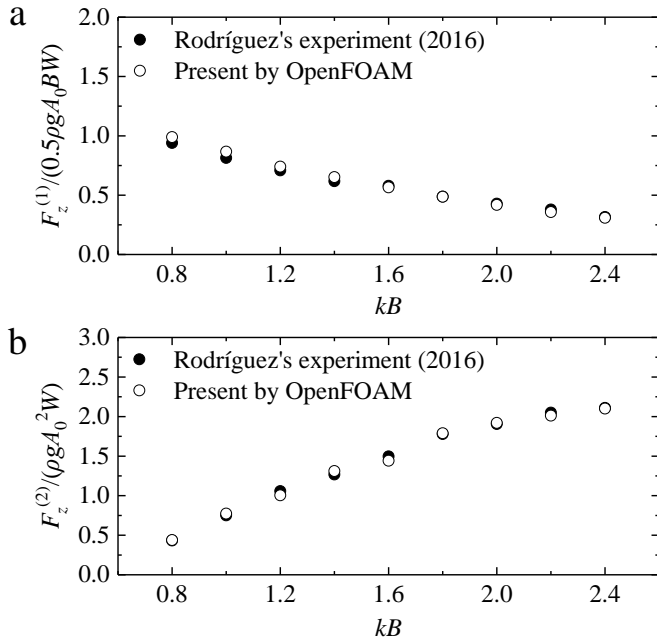 a
2.0
Rodríguez's experiment (2016)
Present by OpenFOAM
1.5
1.0
0.5
0.0
F_z^(1)/(0.5ρgA_0BW)
0.8 1.2 1.6 2.0 2.4
kB
b
3.0
Rodríguez's experiment (2016)
2.5
Present by OpenFOAM
2.0
1.5
1.0
0.5
0.0
F_z^(2)/(ρgA_0^2W)
0.8 1.2 1.6 2.0 2.4
kB